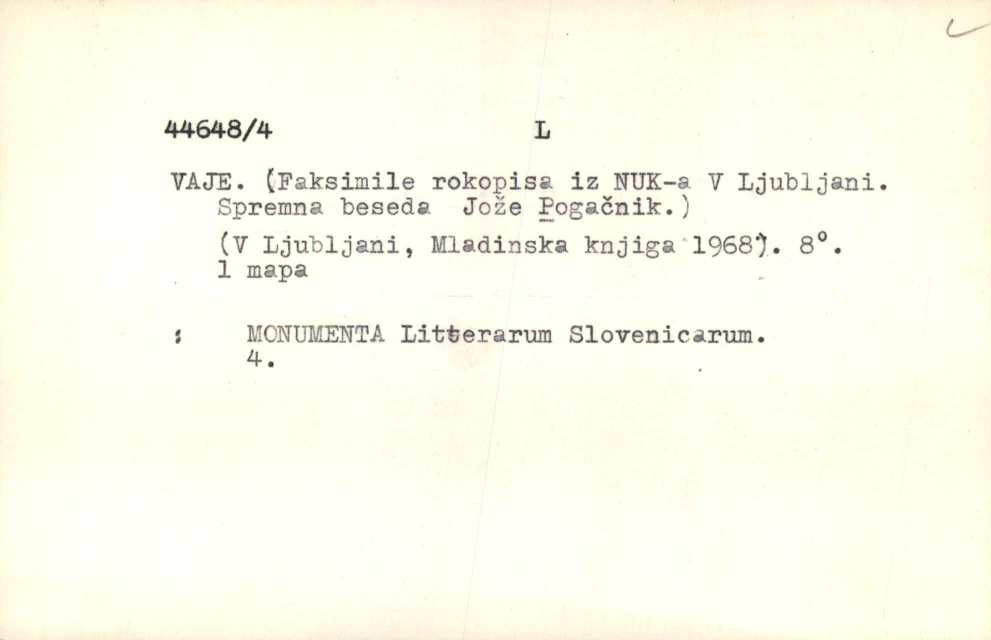 44648/4 L
VAJE. (Faksimile rokopisa iz NUK-a V Ljubljani.
Spremna beseda Jože Pogačnik.)
(V Ljubljani, Mladinska knjiga 1968). 8°.
1 mapa
: MONUMENTA Litterarum Slovenicarum.
4.